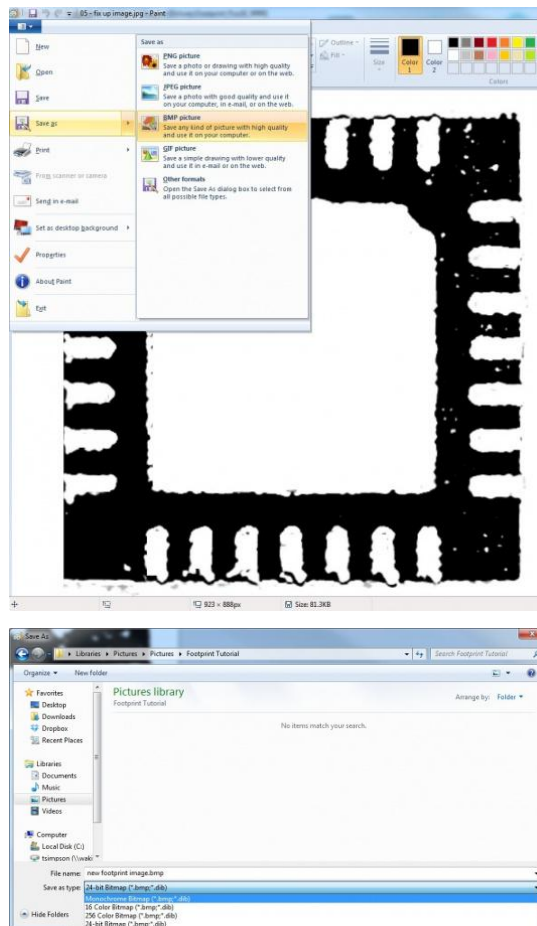 05 - fix up image.jpg - Paint
New
Open
Save
Save as
Print
From scanner or camera
Send in e-mail
Set as desktop background
Properties
About Paint
Exit
Save as
PNG picture
Save a photo or drawing with high quality
and use it on your computer or on the web.
JPEG picture
Save a photo with good quality and use it
on your computer, in e-mail, or on the web.
BMP picture
Save any kind of picture with high quality
and use it on your computer.
GIF picture
Save a simple drawing with lower quality
and use it in e-mail or on the web.
Other formats
Open the Save As dialog box to select from
all possible file types.
Outline
Fill
Size
Color
1
Color
2
Colors
923 × 888px
Size: 81.3KB
Save As
Libraries
Pictures
Pictures
Footprint Tutorial
Search Footprint Tutorial
Organize
New folder
Favorites
Desktop
Downloads
Dropbox
Recent Places
Libraries
Documents
Music
Pictures
Videos
Computer
Local Disk (C:)
Pictures library
Footprint Tutorial
Arrange by: Folder
No items match your search.
File name: new footprint image.bmp
Save as type: 24-bit Bitmap (*.bmp;*.dib)
Monochrome Bitmap (*.bmp;*.dib)
16 Color Bitmap (*.bmp;*.dib)
256 Color Bitmap (*.bmp;*.dib)
24-bit Bitmap (*.bmp;*.dib)
Hide Folders